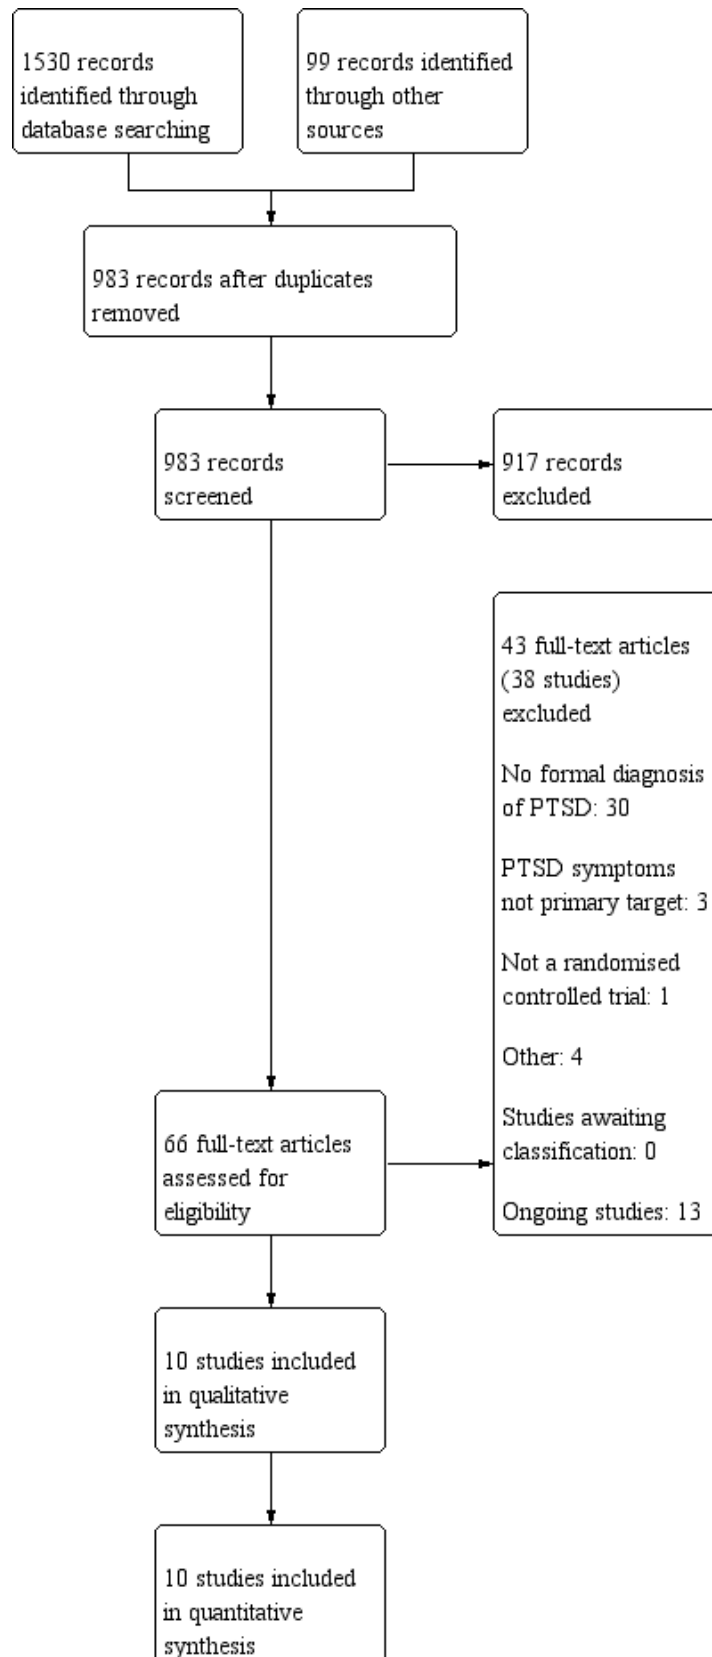 1530 records
identified through
database searching
99 records identified
through other
sources
983 records after duplicates
removed
983 records
screened
917 records
excluded
43 full-text articles
(38 studies)
excluded
No formal diagnosis
of PTSD: 30
PTSD symptoms
not primary target: 3
Not a randomised
controlled trial: 1
Other: 4
Studies awaiting
classification: 0
Ongoing studies: 13
66 full-text articles
assessed for
eligibility
10 studies included
in qualitative
synthesis
10 studies included
in quantitative
synthesis